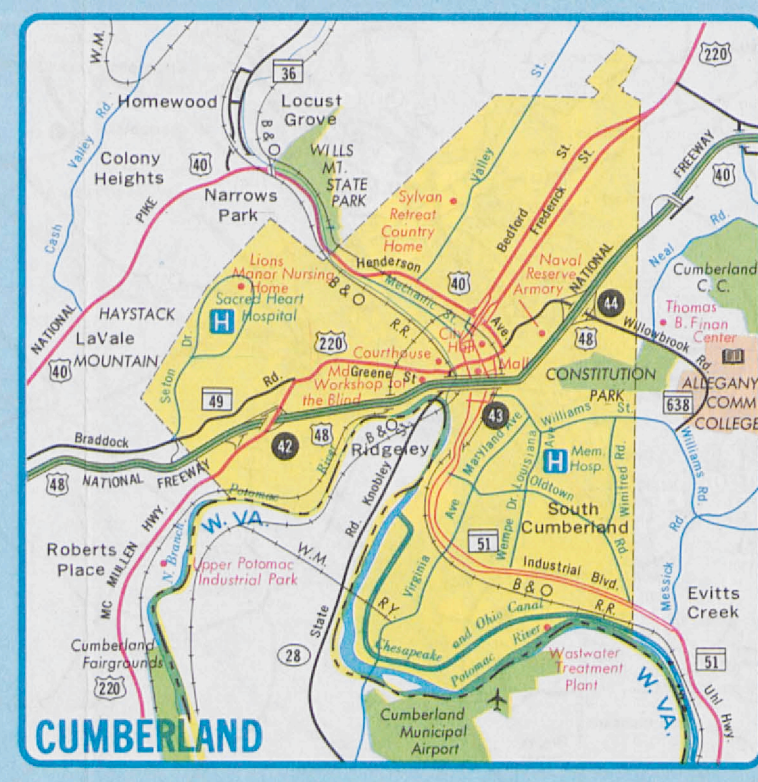 W.M.
220
36
Homewood
Locust
Grove
Cash Valley Rd.
B & O
Valley St.
FREEWAY
Colony
Heights
40
WILLS
MT.
STATE
PARK
40
PIKE
Narrows
Park
Sylvan
Retreat
Country
Home
Bedford St.
Frederick St.
Neal Rd.
Henderson Ave.
Lions
Manor Nursing
Home
Naval
Reserve
Armory
NATIONAL
Cumberland
C. C.
Sacred Heart
Hospital
H
B & O
R.R.
Mechanic St.
40
44
Thomas
B. Finan
Center
HAYSTACK
MOUNTAIN
NATIONAL
LaVale
40
Seton Dr.
220
City
Hall
48
Willowbrook Rd.
Courthouse
Mall
Md.
Workshop for
the Blind
Greene St
CONSTITUTION
PARK
ALLEGANY
COMM
COLLEGE
49
Rd.
638
43
Williams St.
Braddock
42
48
B & O
Ridgeley
Maryland Ave
Louisiana Ave
H
Mem.
Hosp.
Williams Rd
48
NATIONAL FREEWAY
Potomac
River
Knobley St.
Oldtown Rd
Winifred Rd.
W. VA.
South
Cumberland
Wempe Dr
Virginia Ave
51
MC MULLEN HWY.
N. Branch
Roberts
Place
Upper Potomac
Industrial Park
W.M.
RY.
Industrial Blvd.
B & O
R.R.
Messick Rd
Evitts
Creek
State Rd.
28
Chesapeake and Ohio Canal
Potomac River
Cumberland
Fairgrounds
220
Wastwater
Treatment
Plant
W. VA.
51
Uhl Hwy.
Cumberland
Municipal
Airport
CUMBERLAND